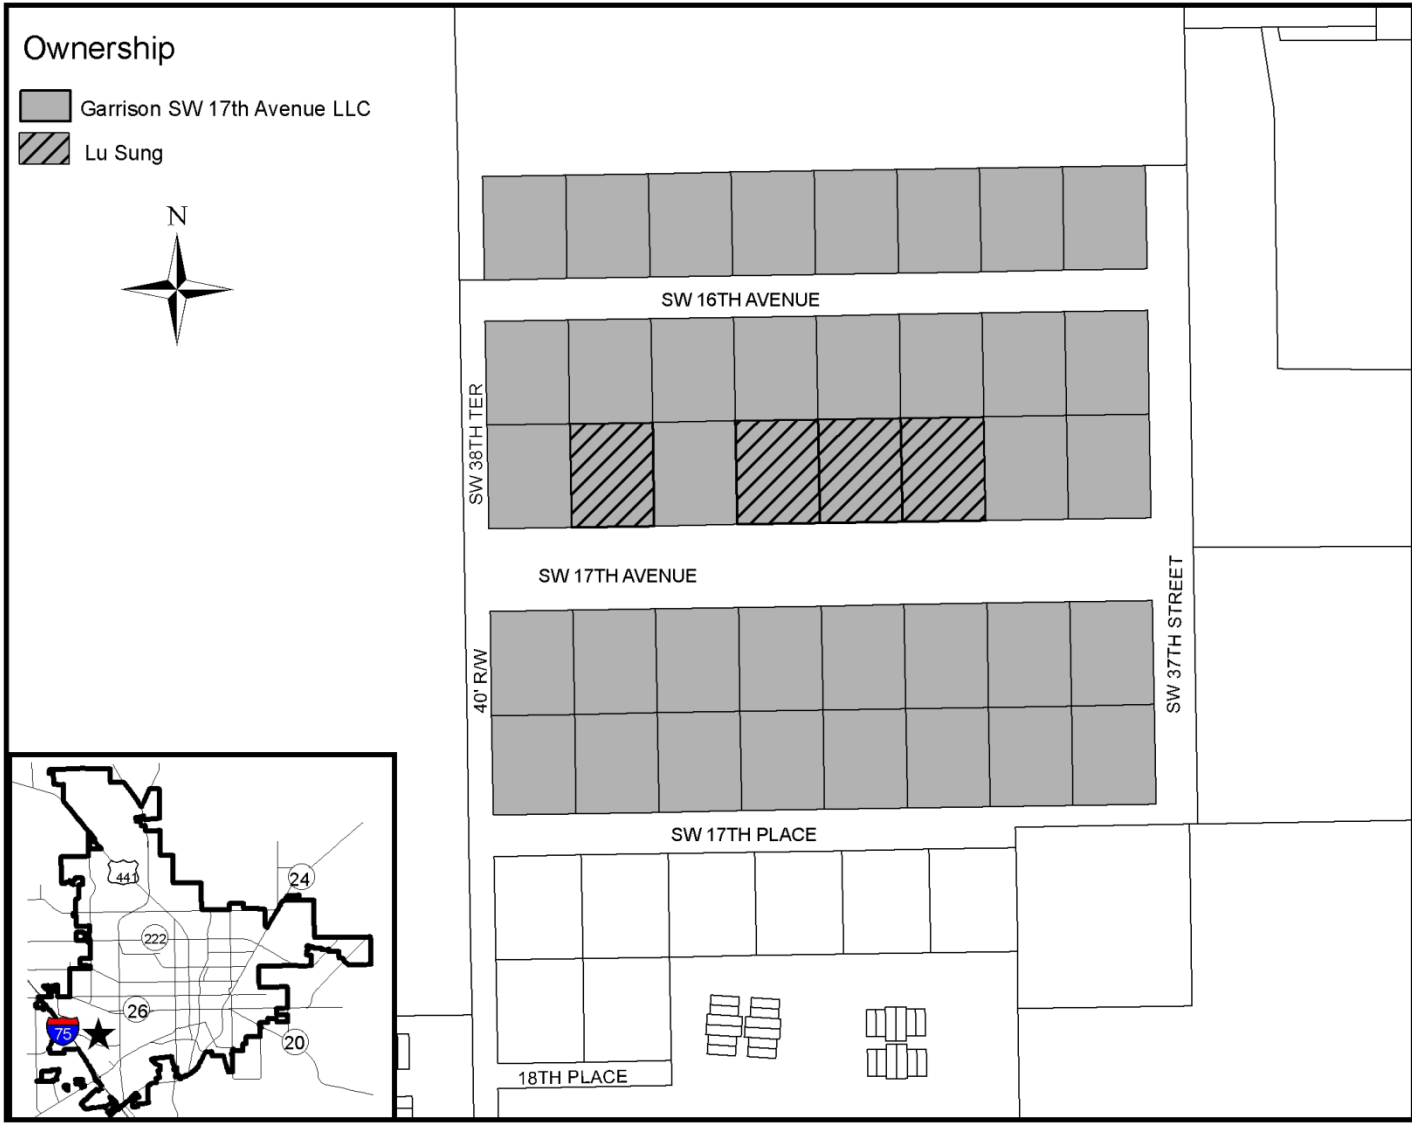 Ownership
Garrison SW 17th Avenue LLC
Lu Sung
N
SW 16TH AVENUE
SW 38TH TER
SW 17TH AVENUE
SW 37TH STREET
40' R/W
SW 17TH PLACE
18TH PLACE
441
24
222
26
75
20